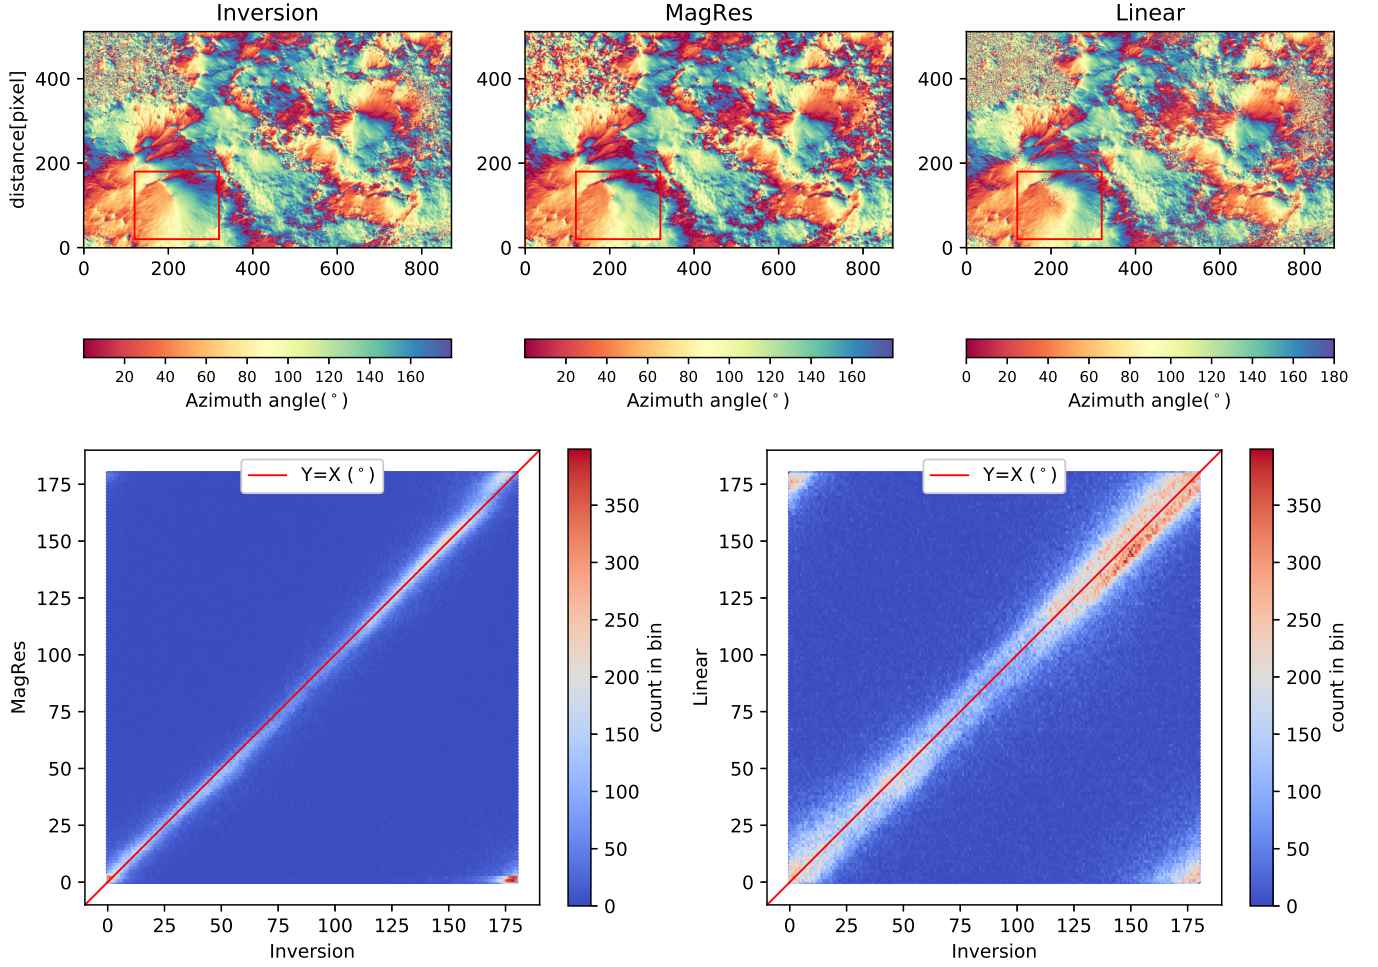 Inversion
MagRes
Linear
distance[pixel]
400
200
0
0 200 400 600 800
400
200
0
0 200 400 600 800
400
200
0
0 200 400 600 800
20 40 60 80 100 120 140 160
Azimuth angle(°)
20 40 60 80 100 120 140 160
Azimuth angle(°)
0 20 40 60 80 100 120 140 160 180
Azimuth angle(°)
Y=X (°)
MagRes
175
150
125
100
75
50
25
0
0 25 50 75 100 125 150 175
Inversion
350
300
250
200
150
100
50
0
count in bin
Y=X (°)
Linear
175
150
125
100
75
50
25
0
0 25 50 75 100 125 150 175
Inversion
350
300
250
200
150
100
50
0
count in bin